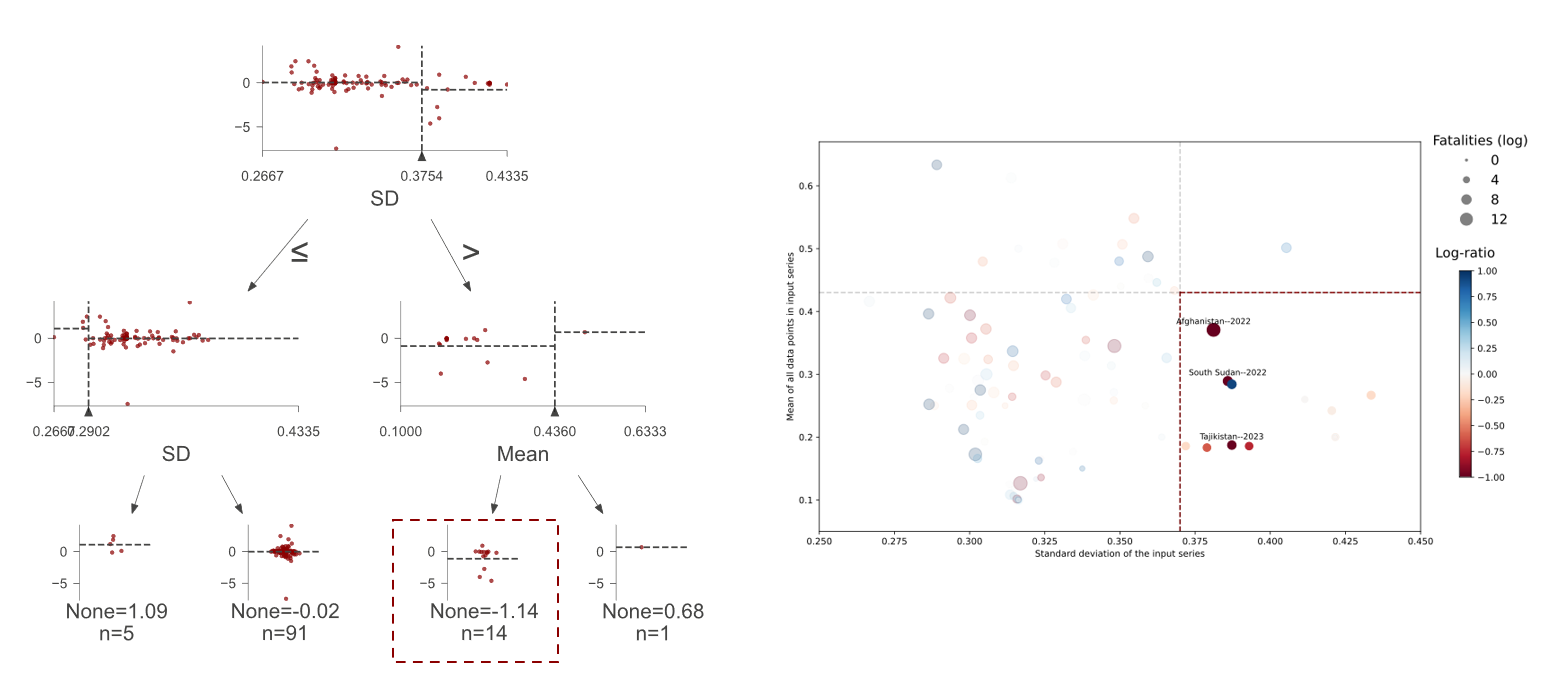 0
−5
0.2667
0.3754
0.4335
SD
≤
>
0
−5
0.2902
0.4335
SD
0
−5
0.1000
0.4360
0.6333
Mean
0
−5
None=1.09
n=5
0
−5
None=-0.02
n=91
0
−5
None=-1.14
n=14
0
−5
None=0.68
n=1
Mean of all data points in input series
0.6
0.5
0.4
0.3
0.2
0.1
Afghanistan--2022
South Sudan--2022
Tajikistan--2023
0.250
0.275
0.300
0.325
0.350
0.375
0.400
0.425
0.450
Standard deviation of the input series
Fatalities (log)
0
4
8
12
Log-ratio
1.00
0.75
0.50
0.25
0.00
−0.25
−0.50
−0.75
−1.00